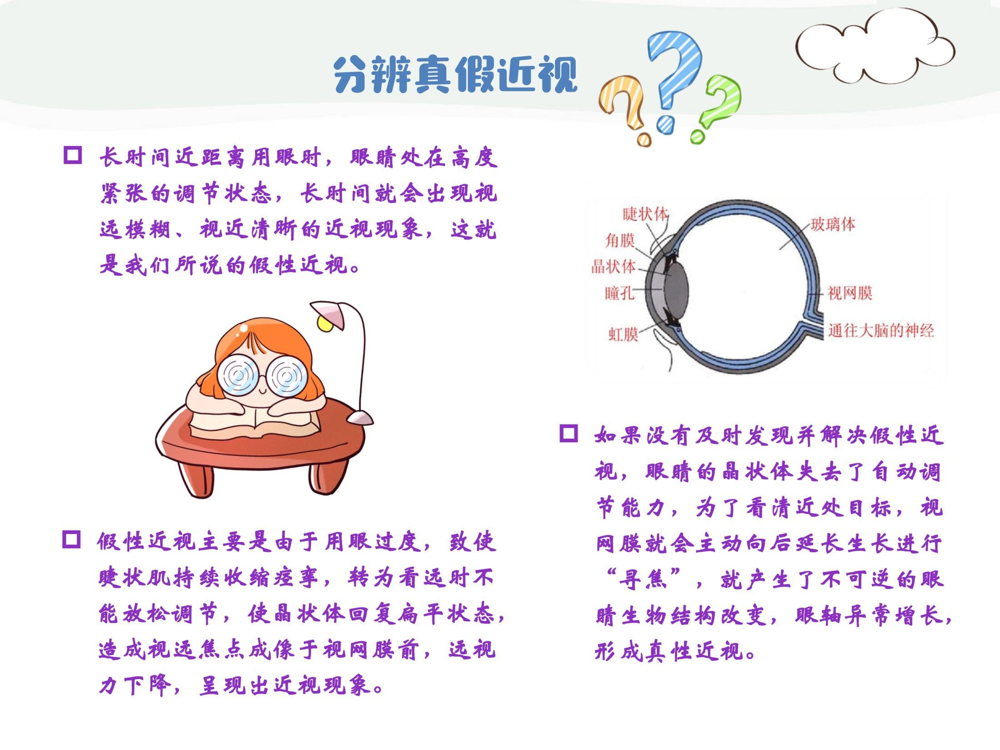 分辨真假近视
长时间近距离用眼时，眼睛处在高度
紧张的调节状态，长时间就会出现视
远模糊、视近清晰的近视现象，这就
是我们所说的假性近视。
假性近视主要是由于用眼过度，致使
睫状肌持续收缩痉挛，转为看远时不
能放松调节，使晶状体回复扁平状态，
造成视远焦点成像于视网膜前，远视
力下降，呈现出近视现象。
睫状体
角膜
晶状体
瞳孔
虹膜
玻璃体
视网膜
通往大脑的神经
如果没有及时发现并解决假性近
视，眼睛的晶状体失去了自动调
节能力，为了看清近处目标，视
网膜就会主动向后延长生长进行
“寻焦”，就产生了不可逆的眼
睛生物结构改变，眼轴异常增长，
形成真性近视。